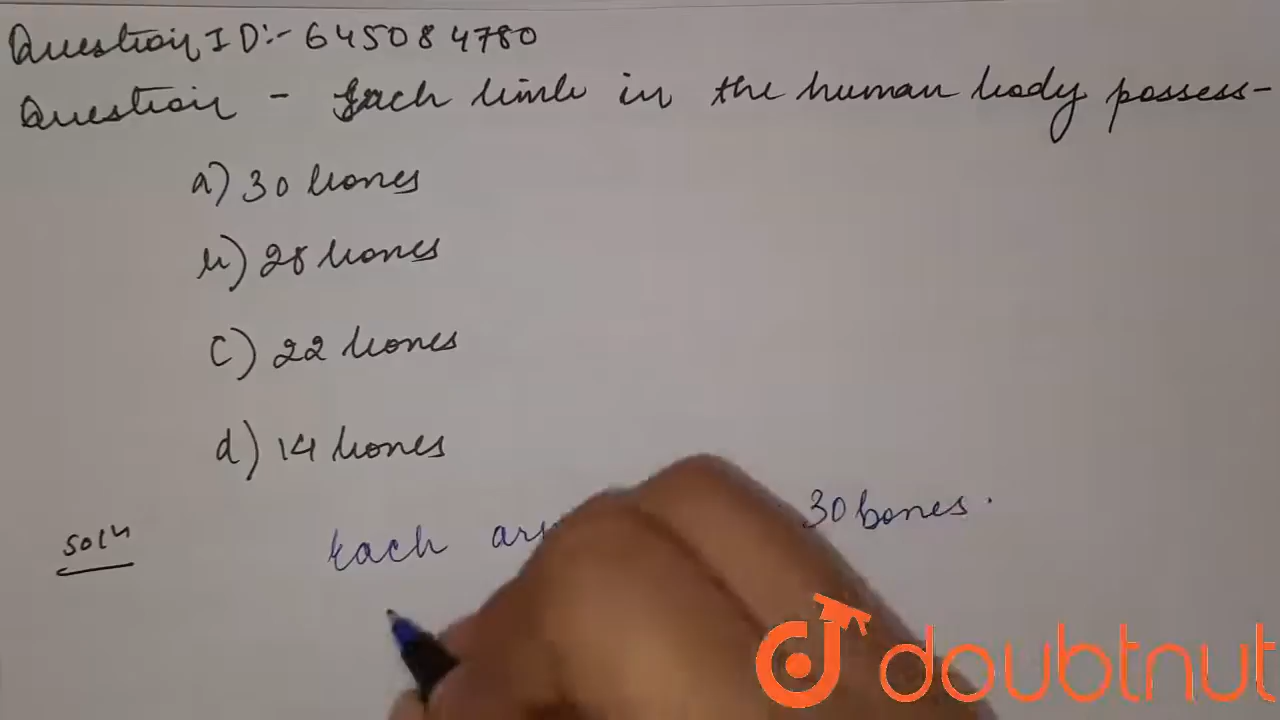 Question ID:- 645084780
Question - Each limb in the human body possess-
a) 30 bones
b) 28 bones
c) 22 bones
d) 14 bones
Soln
Each 30 bones.
doubtnut